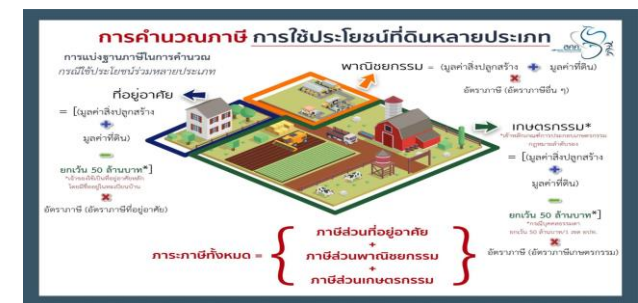 การคำนวณภาษี การใช้ประโยชน์ที่ดินหลายประเภท
การแบ่งฐานภาษีในการคำนวณ
กรณีใช้ประโยชน์ร่วมหลายประเภท
พาณิชยกรรม = (มูลค่าสิ่งปลูกสร้าง + มูลค่าที่ดิน)
×
อัตราภาษี (อัตราภาษีอื่น ๆ)
ที่อยู่อาศัย
= [(มูลค่าสิ่งปลูกสร้าง
+
มูลค่าที่ดิน)
-
ยกเว้น 50 ล้านบาท*]
×
อัตราภาษี (อัตราภาษีที่อยู่อาศัย)
เกษตรกรรม*
= [(มูลค่าสิ่งปลูกสร้าง
+
มูลค่าที่ดิน)
-
ยกเว้น 50 ล้านบาท*]
×
อัตราภาษี (อัตราภาษีเกษตรกรรม)
ภาระภาษีทั้งหมด = { ภาษีส่วนที่อยู่อาศัย
+
ภาษีส่วนพาณิชยกรรม
+
ภาษีส่วนเกษตรกรรม }